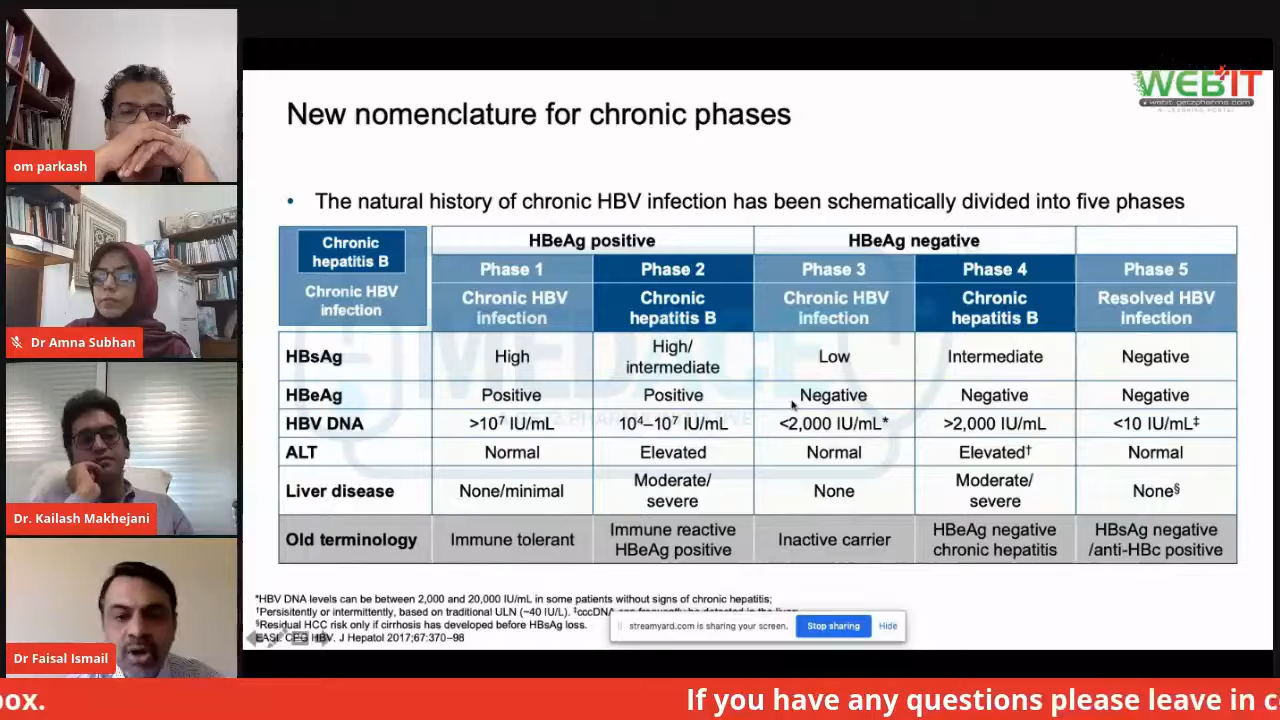 om parkash
Dr Amna Subhan
Dr. Kailash Makhejani
Dr Faisal Ismail
WEBIT
webit.getzpharma.com
New nomenclature for chronic phases
• The natural history of chronic HBV infection has been schematically divided into five phases
Chronic hepatitis B
Chronic HBV infection
HBeAg positive HBeAg negative
Phase 1 Phase 2 Phase 3 Phase 4 Phase 5
Chronic HBV infection Chronic hepatitis B Chronic HBV infection Chronic hepatitis B Resolved HBV infection
HBsAg High High/ intermediate Low Intermediate Negative
HBeAg Positive Positive Negative Negative Negative
HBV DNA >10⁷ IU/mL 10⁴–10⁷ IU/mL <2,000 IU/mL* >2,000 IU/mL <10 IU/mL‡
ALT Normal Elevated Normal Elevated† Normal
Liver disease None/minimal Moderate/ severe None Moderate/ severe None§
Old terminology Immune tolerant Immune reactive HBeAg positive Inactive carrier HBeAg negative chronic hepatitis HBsAg negative /anti-HBc positive
*HBV DNA levels can be between 2,000 and 20,000 IU/mL in some patients without signs of chronic hepatitis;
†Persisitently or intermittently, based on traditional ULN (~40 IU/L). ‡cccDNA
§Residual HCC risk only if cirrhosis has developed before HBsAg loss.
EASL CPG HBV. J Hepatol 2017;67:370–98
streamyard.com is sharing your screen. Stop sharing Hide
ox. If you have any questions please leave in c